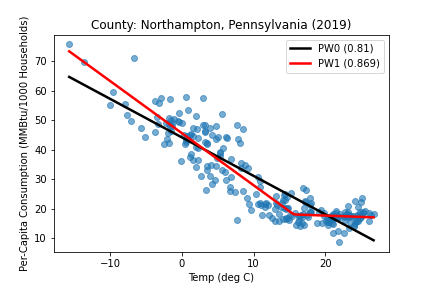 County: Northampton, Pennsylvania (2019)
PW0 (0.81)
PW1 (0.869)
Per-Capita Consumption (MMBtu/1000 Households)
70
60
50
40
30
20
10
−10
0
10
20
Temp (deg C)